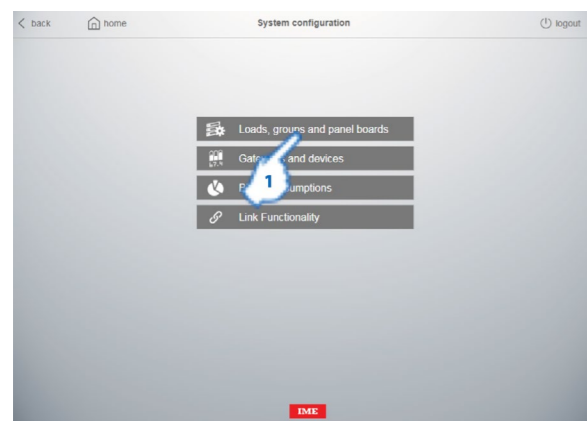 back
home
System configuration
logout
Loads, groups and panel boards
and devices
1
Link Functionality
IME